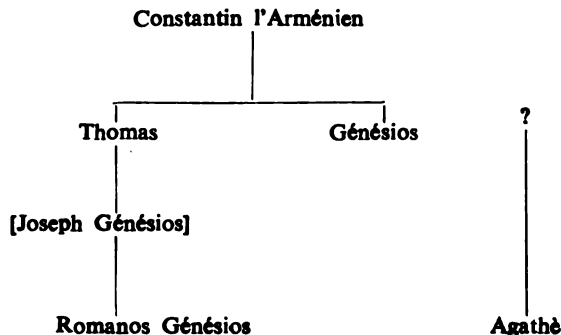 Constantin l'Arménien
?
Thomas Génésios
[Joseph Génésios]
Romanos Génésios Agathè